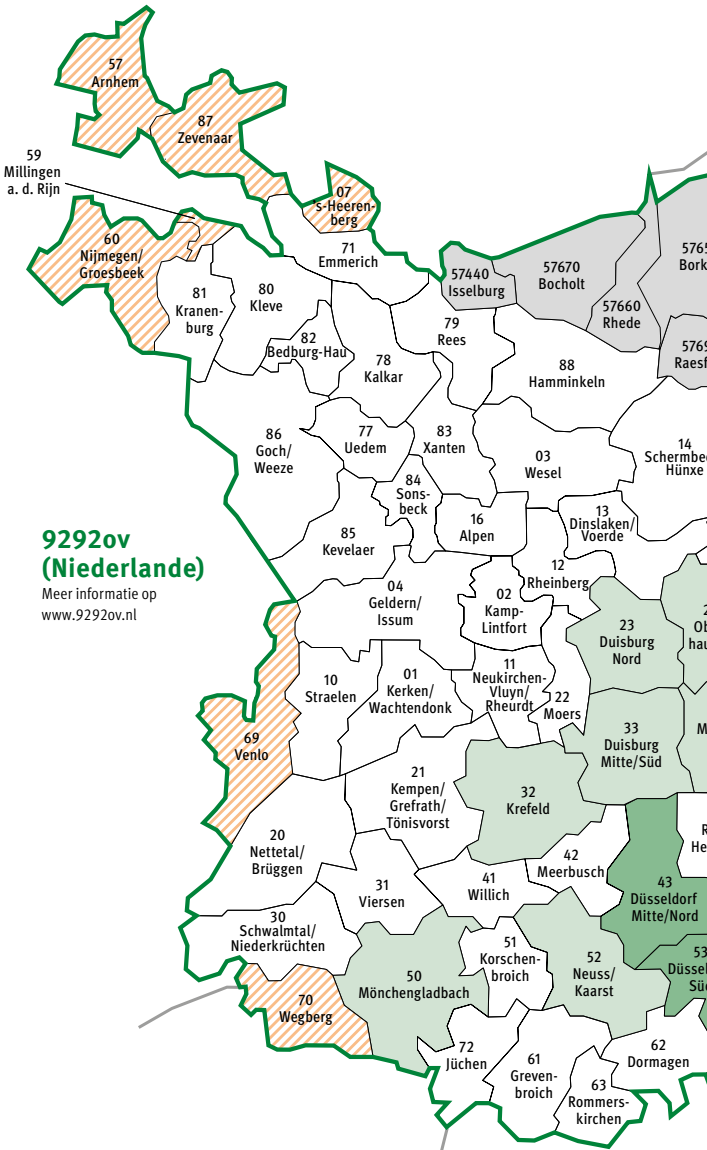 57
Arnhem
87
Zevenaar
59
Millingen
a. d. Rijn
07
's-Heeren-
berg
60
Nijmegen/
Groesbeek
71
Emmerich
57440
Isselburg
57670
Bocholt
57660
Rhede
81
Kranen-
burg
80
Kleve
82
Bedburg-Hau
78
Kalkar
79
Rees
88
Hamminkeln
86
Goch/
Weeze
77
Uedem
83
Xanten
03
Wesel
14
84
Sons-
beck
16
Alpen
13
Dinslaken/
Voerde
Hünxe
85
Kevelaer
9292ov
(Niederlande)
Meer informatie op
www.9292ov.nl
04
Geldern/
Issum
02
Kamp-
Lintfort
12
Rheinberg
23
Duisburg
Nord
10
Straelen
01
Kerken/
Wachtendonk
11
Neukirchen-
Vluyn/
Rheurdt
22
Moers
69
Venlo
33
Duisburg
Mitte/Süd
21
Kempen/
Grefrath/
Tönisvorst
32
Krefeld
20
Nettetal/
Brüggen
42
Meerbusch
31
Viersen
41
Willich
43
Düsseldorf
Mitte/Nord
30
Schwalmtal/
Niederkrüchten
51
Korschen-
broich
52
Neuss/
Kaarst
53
50
Mönchengladbach
70
Wegberg
72
Jüchen
61
Greven-
broich
62
Dormagen
63
Rommers-
kirchen